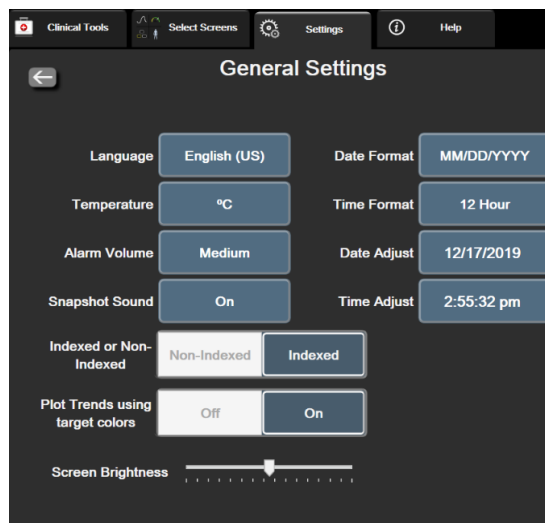 Clinical Tools
Select Screens
Settings
Help
General Settings
Language
English (US)
Date Format
MM/DD/YYYY
Temperature
ºC
Time Format
12 Hour
Alarm Volume
Medium
Date Adjust
12/17/2019
Snapshot Sound
On
Time Adjust
2:55:32 pm
Indexed or Non-
Indexed
Non-Indexed
Indexed
Plot Trends using
target colors
Off
On
Screen Brightness